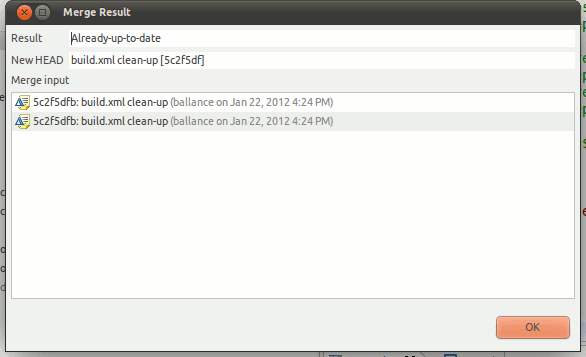 Merge Result
Result Already-up-to-date
New HEAD build.xml clean-up [5c2f5df]
Merge input
5c2f5dfb: build.xml clean-up (ballance on Jan 22, 2012 4:24 PM)
5c2f5dfb: build.xml clean-up (ballance on Jan 22, 2012 4:24 PM)
OK